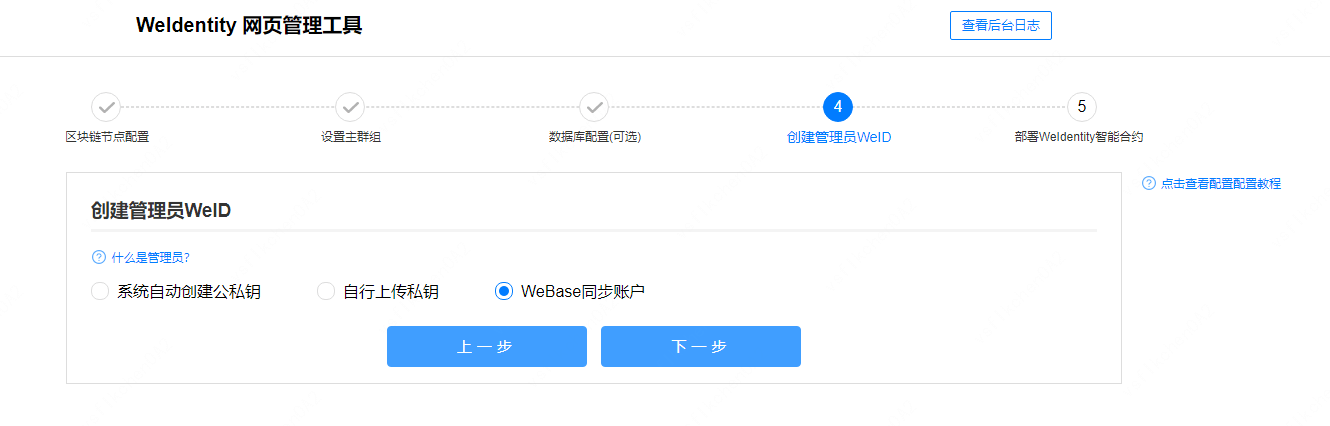 WeIdentity 网页管理工具
查看后台日志
4
5
区块链节点配置
设置主群组
数据库配置(可选)
创建管理员WeID
部署WeIdentity智能合约
点击查看配置配置教程
创建管理员WeID
什么是管理员?
系统自动创建公私钥
自行上传私钥
WeBase同步账户
上一步
下一步